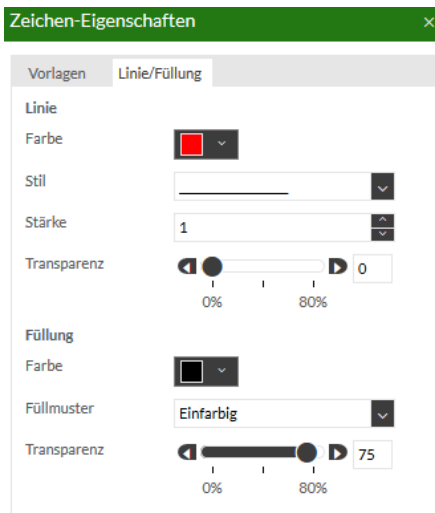 Zeichen-Eigenschaften
Vorlagen Linie/Füllung
Linie
Farbe
Stil
Stärke 1
Transparenz 0
0% 80%
Füllung
Farbe
Füllmuster Einfarbig
Transparenz 75
0% 80%